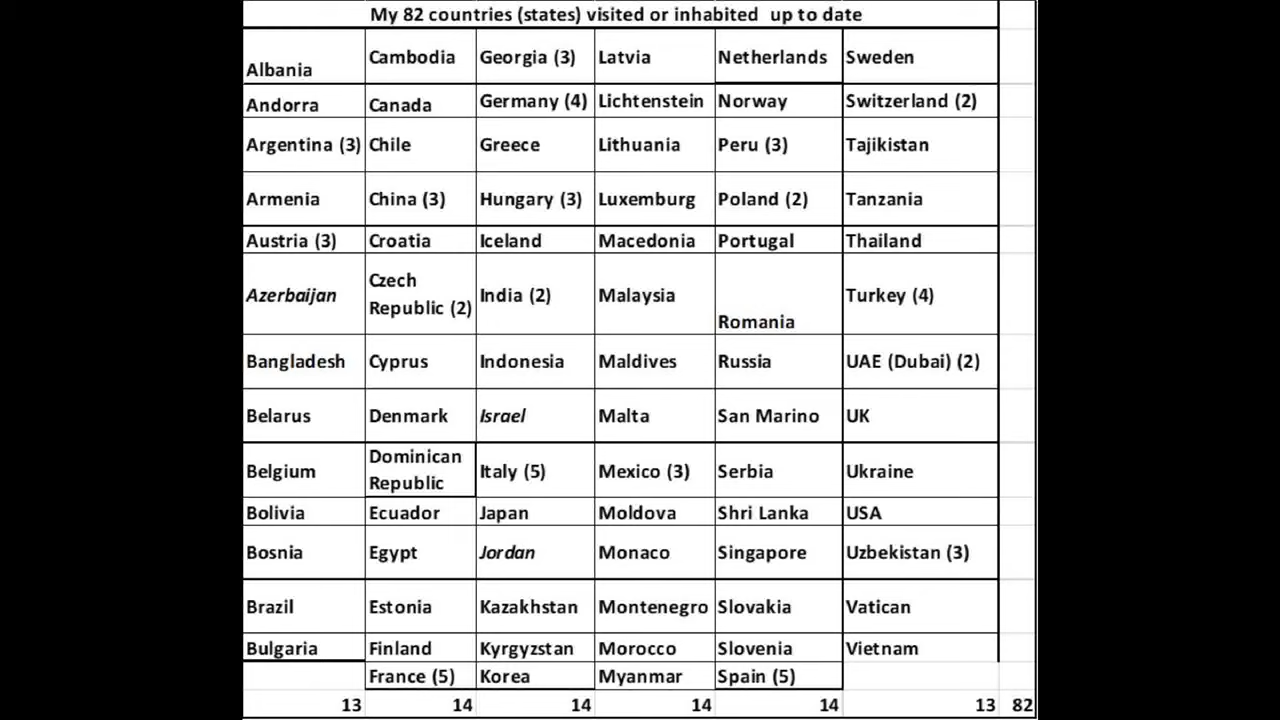 My 82 countries (states) visited or inhabited up to date
Albania Cambodia Georgia (3) Latvia Netherlands Sweden
Andorra Canada Germany (4) Lichtenstein Norway Switzerland (2)
Argentina (3) Chile Greece Lithuania Peru (3) Tajikistan
Armenia China (3) Hungary (3) Luxemburg Poland (2) Tanzania
Austria (3) Croatia Iceland Macedonia Portugal Thailand
Azerbaijan Czech Republic (2) India (2) Malaysia Romania Turkey (4)
Bangladesh Cyprus Indonesia Maldives Russia UAE (Dubai) (2)
Belarus Denmark Israel Malta San Marino UK
Belgium Dominican Republic Italy (5) Mexico (3) Serbia Ukraine
Bolivia Ecuador Japan Moldova Shri Lanka USA
Bosnia Egypt Jordan Monaco Singapore Uzbekistan (3)
Brazil Estonia Kazakhstan Montenegro Slovakia Vatican
Bulgaria Finland Kyrgyzstan Morocco Slovenia Vietnam
France (5) Korea Myanmar Spain (5)
13 14 14 14 14 13 82